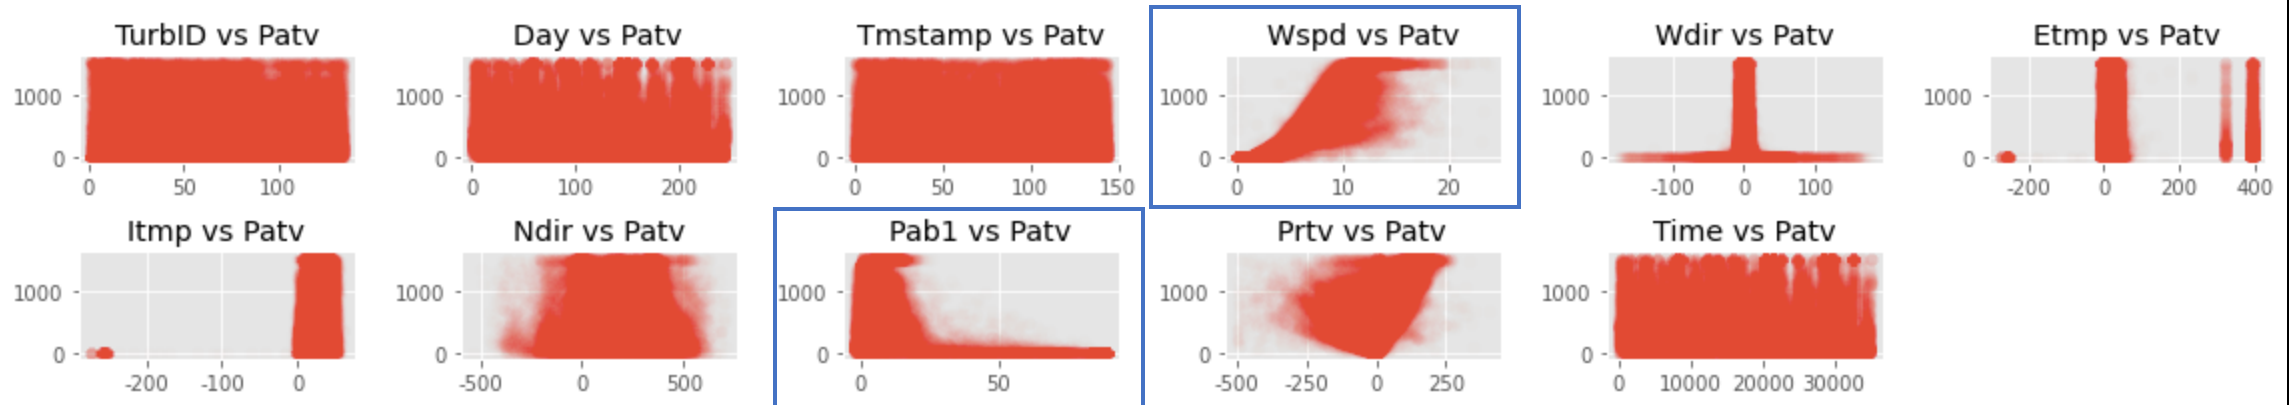 TurbID vs Patv
Day vs Patv
Tmstamp vs Patv
Wspd vs Patv
Wdir vs Patv
Etmp vs Patv
1000
0
0 50 100
1000
0
0 100 200
1000
0
0 50 100 150
1000
0
0 10 20
1000
0
-100 0 100
1000
0
-200 0 200 400
Itmp vs Patv
Ndir vs Patv
Pab1 vs Patv
Prtv vs Patv
Time vs Patv
1000
0
-200 -100 0
1000
0
-500 0 500
1000
0
0 50
1000
0
-500 -250 0 250
1000
0
0 10000 20000 30000